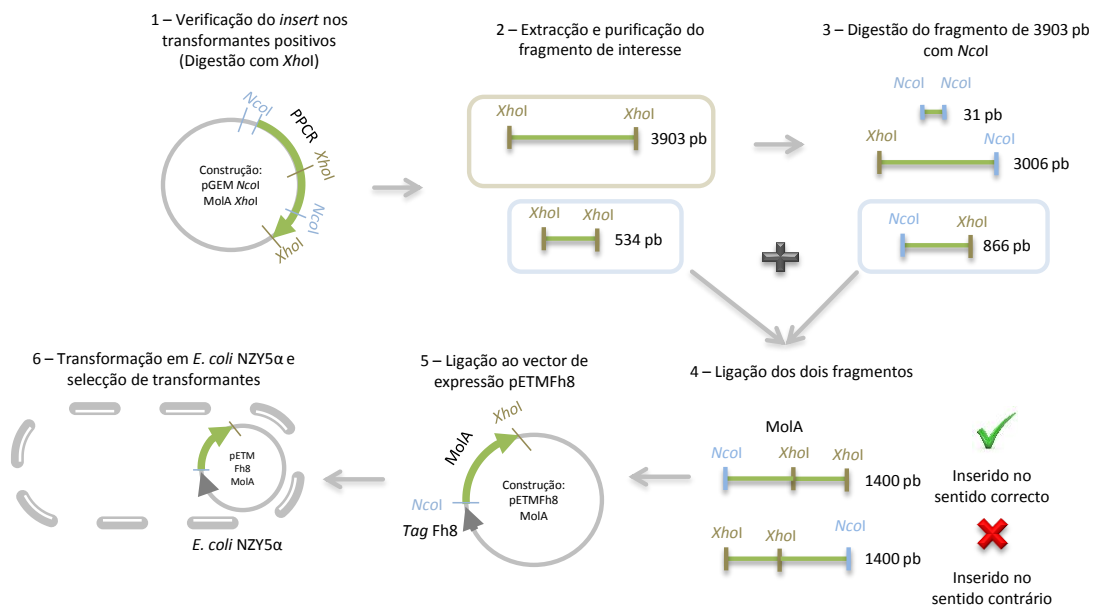 1 – Verificação do insert nos
transformantes positivos
(Digestão com XhoI)
NcoI
PPCR
XhoI
NcoI
XhoI
Construção:
pGEM NcoI
MolA XhoI
2 – Extracção e purificação do
fragmento de interesse
XhoI
XhoI
3903 pb
XhoI
XhoI
534 pb
3 – Digestão do fragmento de 3903 pb
com NcoI
NcoI
NcoI
31 pb
XhoI
NcoI
3006 pb
NcoI
XhoI
866 pb
4 – Ligação dos dois fragmentos
MolA
NcoI
XhoI
XhoI
1400 pb
Inserido no
sentido correcto
XhoI
XhoI
NcoI
1400 pb
Inserido no
sentido contrário
5 – Ligação ao vector de
expressão pETMFh8
XhoI
MolA
Construção:
pETMFh8
MolA
NcoI
Tag Fh8
6 – Transformação em E. coli NZY5α e
selecção de transformantes
pETM
Fh8
MolA
E. coli NZY5α